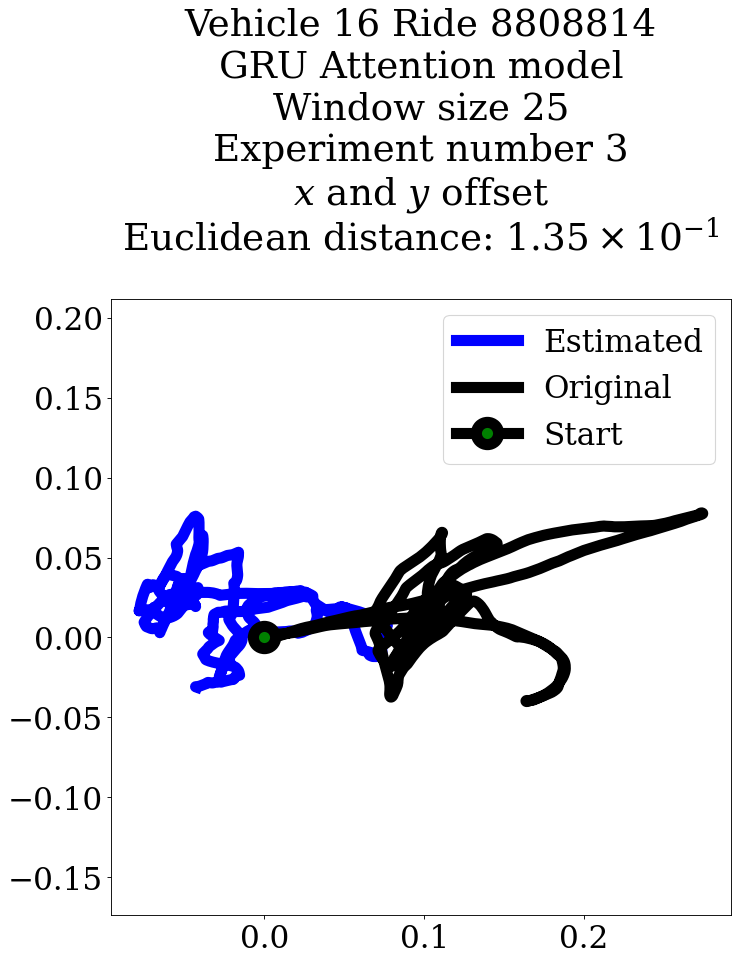 Vehicle 16 Ride 8808814
GRU Attention model
Window size 25
Experiment number 3
x and y offset
Euclidean distance: 1.35 × 10⁻¹
Estimated
Original
Start
0.20
0.15
0.10
0.05
0.00
−0.05
−0.10
−0.15
0.0 0.1 0.2